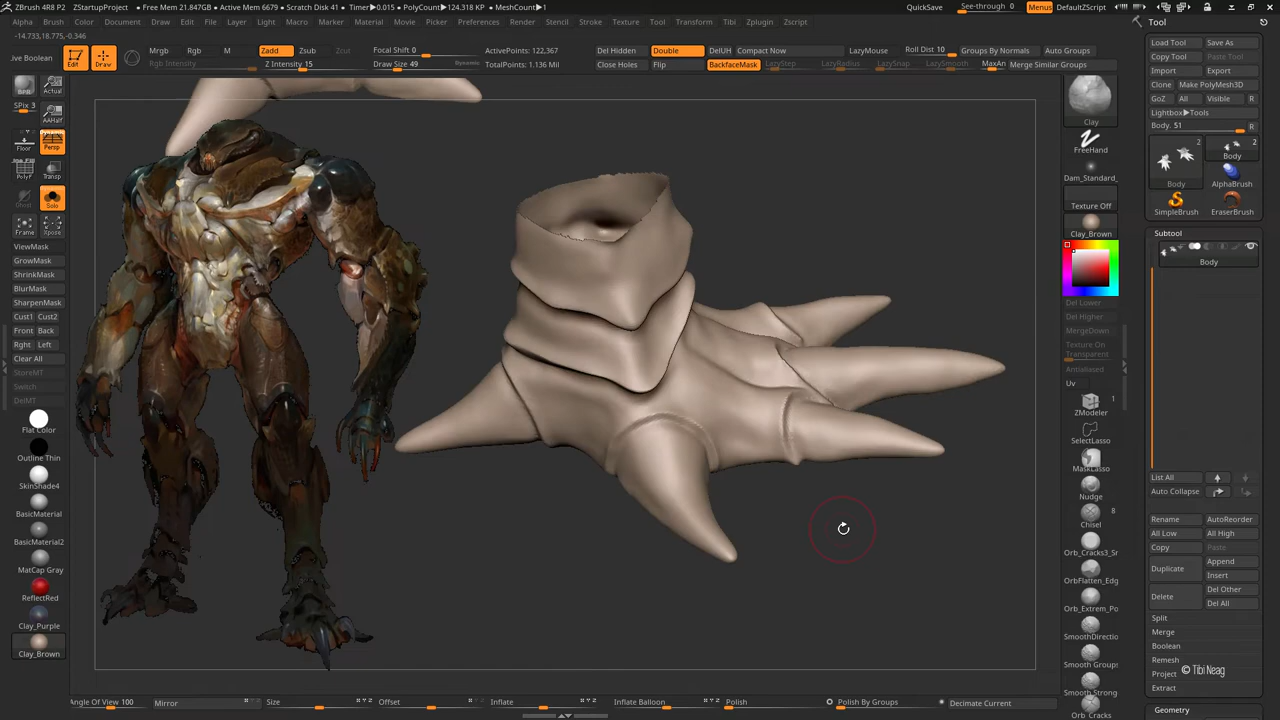 ZBrush 4R8 P2 ZStartupProject • Free Mem 21.847GB • Active Mem 6679 • Scratch Disk 41 • Timer▶0.015 • PolyCount▶124.318 KP • MeshCount▶1 QuickSave See-through 0 Menus DefaultZScript
Alpha Brush Color Document Draw Edit File Layer Light Macro Marker Material Movie Picker Preferences Render Stencil Stroke Texture Tool Transform Tibi Zplugin Zscript
-14.733,18.775,-0.346
ive Boolean Edit Draw
Mrgb Rgb M Zadd Zsub Zcut Focal Shift 0 ActivePoints: 122,367 Del Hidden Double DelUH Compact Now LazyMouse Roll Dist 10 Groups By Normals Auto Groups
Rgb Intensity Z Intensity 15 Draw Size 49 Dynamic TotalPoints: 1.136 Mil Close Holes Flip BackfaceMask LazyStep LazyRadius LazySnap LazySmooth MaxAn Merge Similar Groups
BPR Actual
SPix 3 AAHalf
Floor Persp
PolyF Transp
Ghost Solo
Frame Xpose
ViewMask
GrowMask
ShrinkMask
BlurMask
SharpenMask
Cust1 Cust2
Front Back
Rght Left
Clear All
StoreMT
Switch
DelMT
Flat Color
Outline Thin
SkinShade4
BasicMaterial
BasicMaterial2
MatCap Gray
ReflectRed
Clay_Purple
Clay_Brown
Clay
FreeHand
Dam_Standard_
Texture Off
Clay_Brown
Del Lower
Del Higher
MergeDown
Texture On
Transparent
Antialiased
Uv
1
ZModeler
SelectLasso
MaskLasso
Nudge
8
Chisel
Orb_Cracks3_Sr
OrbFlatten_Edg
Orb_Extrem_Po
SmoothDirectio
Smooth Groups
Smooth Strong
Orb_Cracks
Tool
Load Tool Save As
Copy Tool Paste Tool
Import Export
Clone Make PolyMesh3D
GoZ All Visible R
Lightbox▶Tools
Body. 51 R
2 2
Body
Body AlphaBrush
SimpleBrush EraserBrush
Subtool
Body
List All
Auto Collapse
Rename AutoReorder
All Low All High
Copy Paste
Duplicate Append
Insert
Delete Del Other
Del All
Split
Merge
Boolean
Remesh
Project © Tibi Neag
Extract
Geometry
Angle Of View 100 Mirror Size Offset Inflate Inflate Balloon Polish Polish By Groups Decimate Current